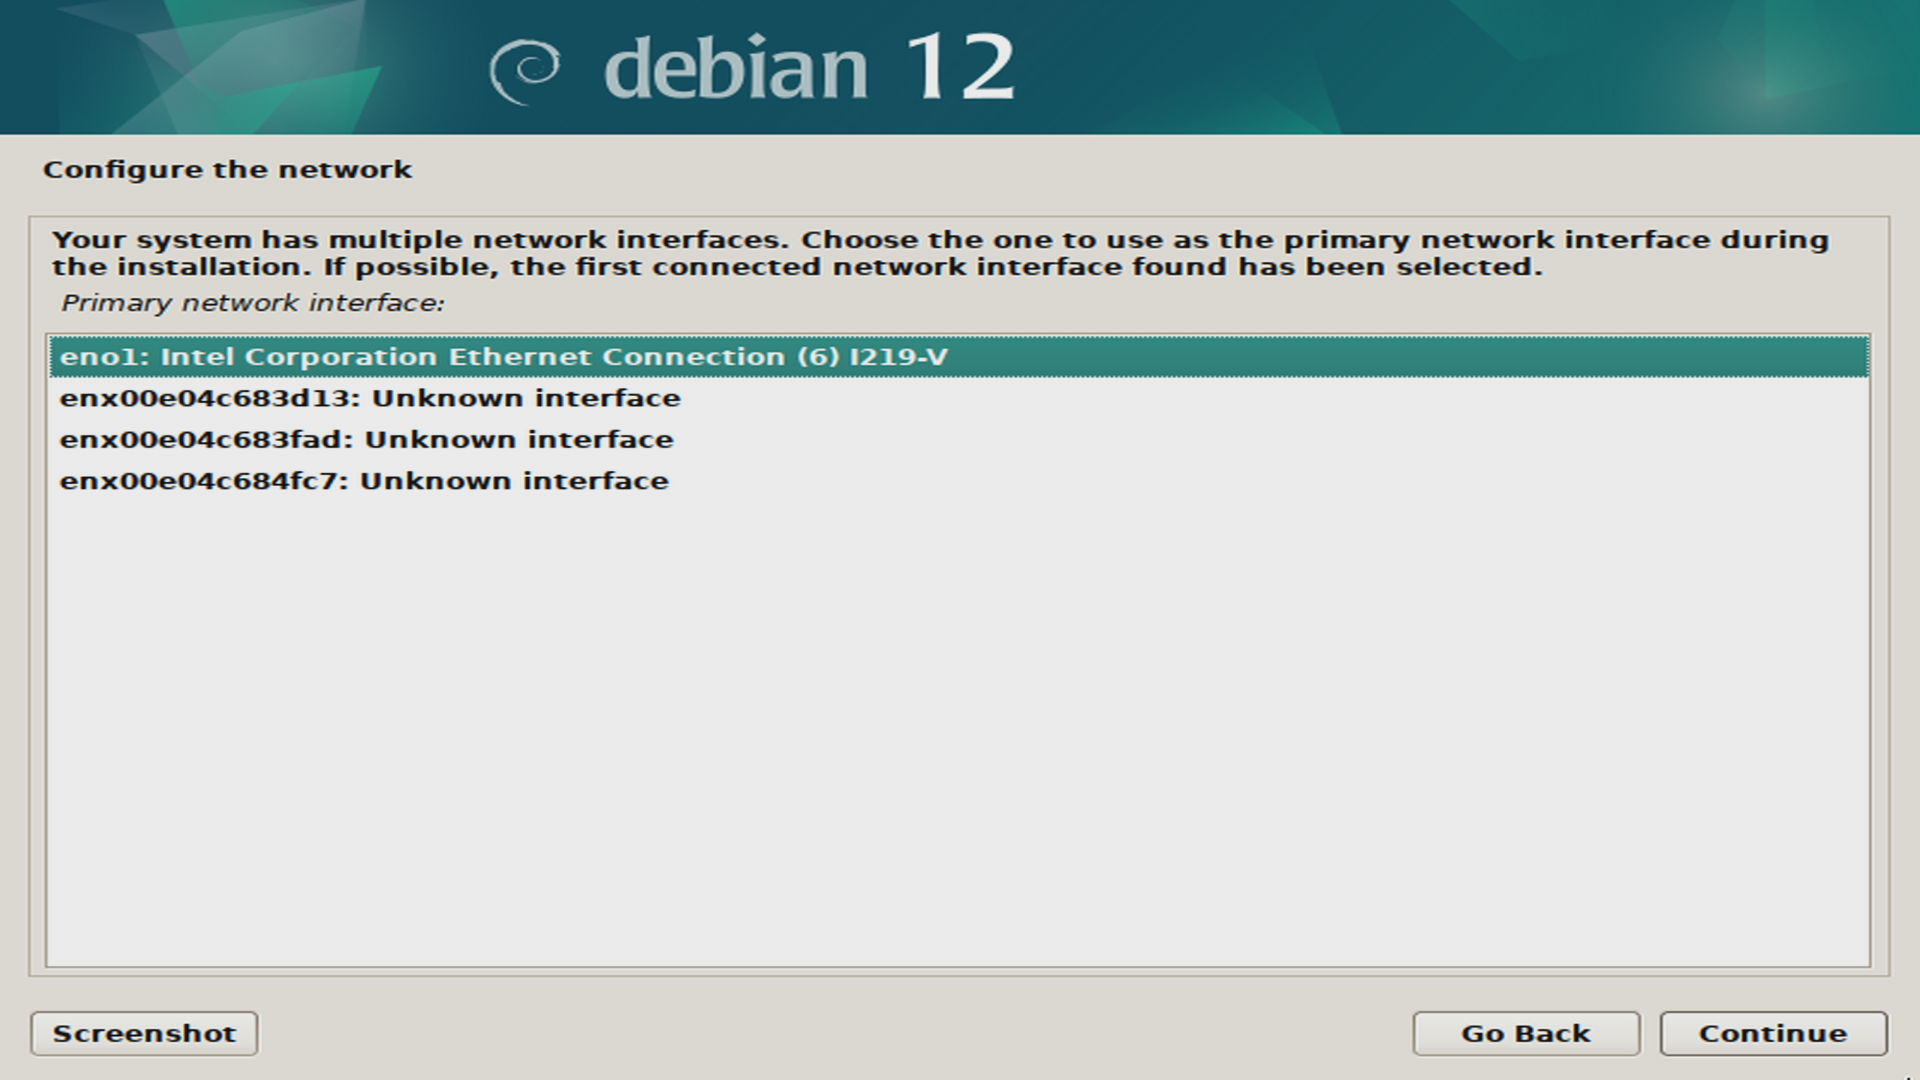 debian 12
Configure the network
Your system has multiple network interfaces. Choose the one to use as the primary network interface during
the installation. If possible, the first connected network interface found has been selected.
Primary network interface:
eno1: Intel Corporation Ethernet Connection (6) I219-V
enx00e04c683d13: Unknown interface
enx00e04c683fad: Unknown interface
enx00e04c684fc7: Unknown interface
Screenshot
Go Back
Continue